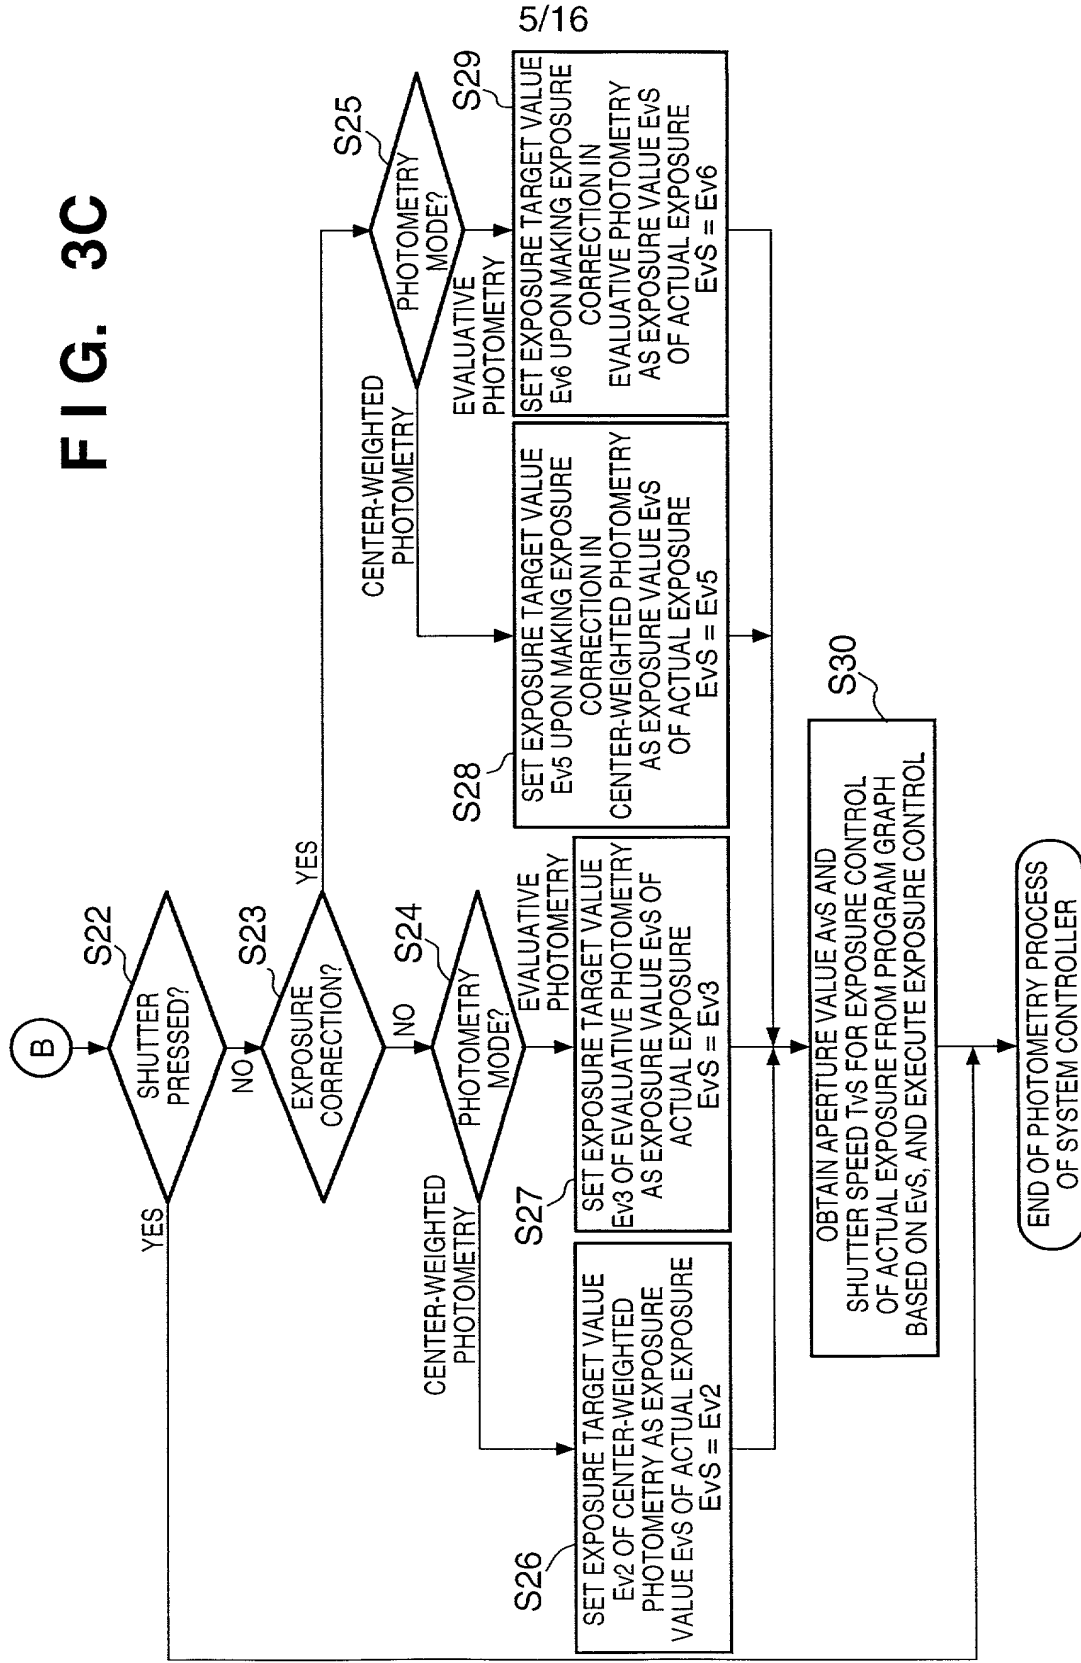 5/16
FIG. 3C
B
SHUTTER
PRESSED?
S22
YES
NO
EXPOSURE
CORRECTION?
S23
YES
NO
PHOTOMETRY
MODE?
S24
CENTER-WEIGHTED
PHOTOMETRY
EVALUATIVE
PHOTOMETRY
PHOTOMETRY
MODE?
S25
CENTER-WEIGHTED
PHOTOMETRY
EVALUATIVE
PHOTOMETRY
S26
SET EXPOSURE TARGET VALUE
Ev2 OF CENTER-WEIGHTED
PHOTOMETRY AS EXPOSURE
VALUE EvS OF ACTUAL EXPOSURE
EvS = Ev2
S27
SET EXPOSURE TARGET VALUE
Ev3 OF EVALUATIVE PHOTOMETRY
AS EXPOSURE VALUE EvS OF
ACTUAL EXPOSURE
EvS = Ev3
S28
SET EXPOSURE TARGET VALUE
Ev5 UPON MAKING EXPOSURE
CORRECTION IN
CENTER-WEIGHTED PHOTOMETRY
AS EXPOSURE VALUE EvS
OF ACTUAL EXPOSURE
EvS = Ev5
S29
SET EXPOSURE TARGET VALUE
Ev6 UPON MAKING EXPOSURE
CORRECTION IN
EVALUATIVE PHOTOMETRY
AS EXPOSURE VALUE EvS
OF ACTUAL EXPOSURE
EvS = Ev6
S30
OBTAIN APERTURE VALUE AvS AND
SHUTTER SPEED TvS FOR EXPOSURE CONTROL
OF ACTUAL EXPOSURE FROM PROGRAM GRAPH
BASED ON EvS, AND EXECUTE EXPOSURE CONTROL
END OF PHOTOMETRY PROCESS
OF SYSTEM CONTROLLER